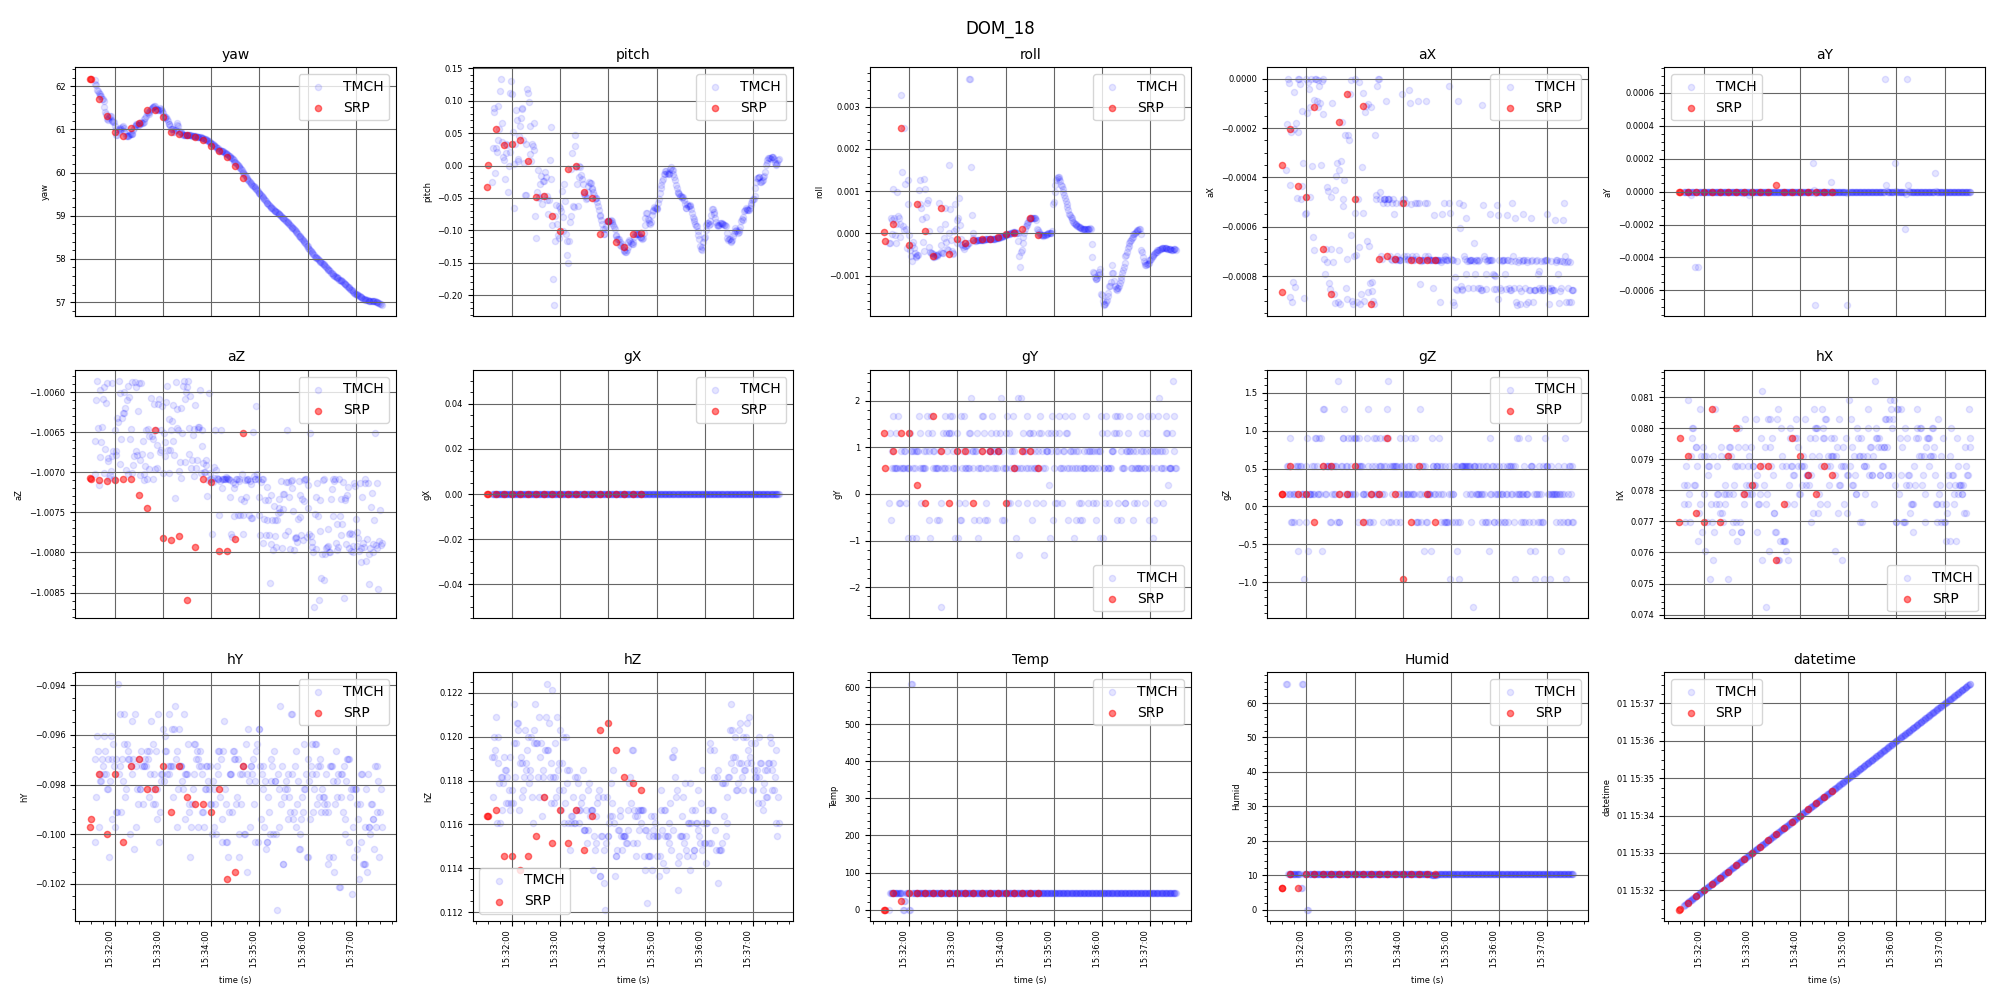 DOM_18
yaw
pitch
roll
aX
aY
62
61
60
59
58
57
yaw
TMCH
SRP
0.15
0.10
0.05
0.00
−0.05
−0.10
−0.15
−0.20
pitch
TMCH
SRP
0.003
0.002
0.001
0.000
−0.001
roll
TMCH
SRP
0.0000
−0.0002
−0.0004
−0.0006
−0.0008
aX
TMCH
SRP
0.0006
0.0004
0.0002
0.0000
−0.0002
−0.0004
−0.0006
aY
TMCH
SRP
aZ
gX
gY
gZ
hX
−1.0060
−1.0065
−1.0070
−1.0075
−1.0080
−1.0085
aZ
TMCH
SRP
0.04
0.02
0.00
−0.02
−0.04
gX
TMCH
SRP
2
1
0
−1
−2
gY
TMCH
SRP
1.5
1.0
0.5
0.0
−0.5
−1.0
gZ
TMCH
SRP
0.081
0.080
0.079
0.078
0.077
0.076
0.075
0.074
hX
TMCH
SRP
hY
hZ
Temp
Humid
datetime
−0.094
−0.096
−0.098
−0.100
−0.102
hY
TMCH
SRP
15:32:00
15:33:00
15:34:00
15:35:00
15:36:00
15:37:00
time (s)
0.122
0.120
0.118
0.116
0.114
0.112
hZ
TMCH
SRP
15:32:00
15:33:00
15:34:00
15:35:00
15:36:00
15:37:00
time (s)
600
500
400
300
200
100
0
Temp
TMCH
SRP
15:32:00
15:33:00
15:34:00
15:35:00
15:36:00
15:37:00
time (s)
60
50
40
30
20
10
0
Humid
TMCH
SRP
15:32:00
15:33:00
15:34:00
15:35:00
15:36:00
15:37:00
time (s)
01 15:37
01 15:36
01 15:35
01 15:34
01 15:33
01 15:32
datetime
TMCH
SRP
15:32:00
15:33:00
15:34:00
15:35:00
15:36:00
15:37:00
time (s)